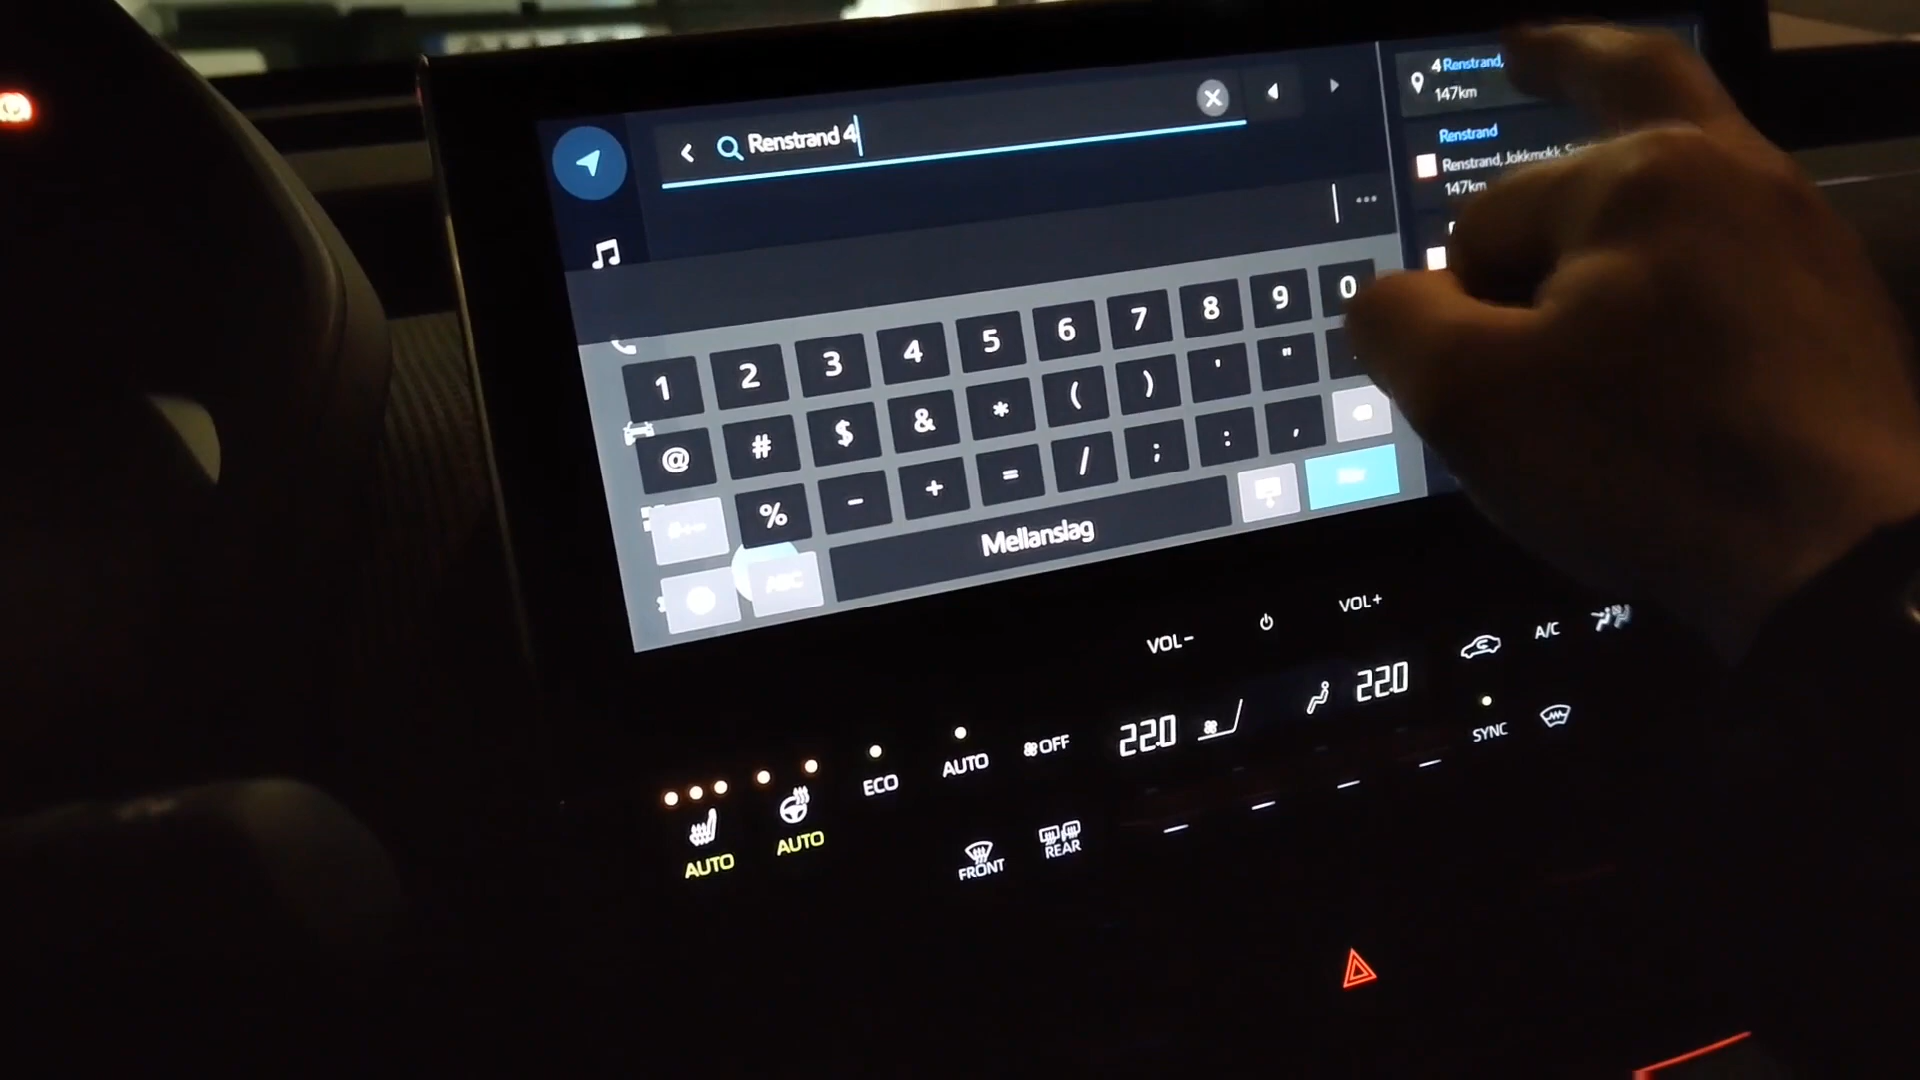 Renstrand 4
4 Renstrand,
147km
Renstrand
Renstrand, Jokkmokk,
147km
1 2 3 4 5 6 7 8 9 0
@ # $ & * ( ) ' "
% - + = / ; : ,
ABC Mellanslag
VOL- VOL+
A/C
22.0 22.0
ECO AUTO OFF SYNC
AUTO AUTO FRONT REAR